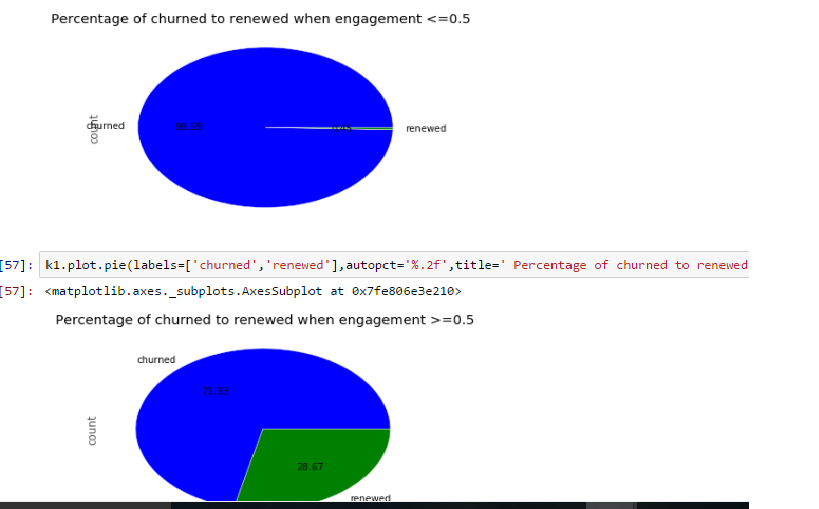 Percentage of churned to renewed when engagement <=0.5
churned
count
99.55
0.45
renewed
[57]: k1.plot.pie(labels=['churned','renewed'],autopct='%.2f',title=' Percentage of churned to renewed
[57]: <matplotlib.axes._subplots.AxesSubplot at 0x7fe806e3e210>
Percentage of churned to renewed when engagement >=0.5
churned
71.33
count
28.67
renewed